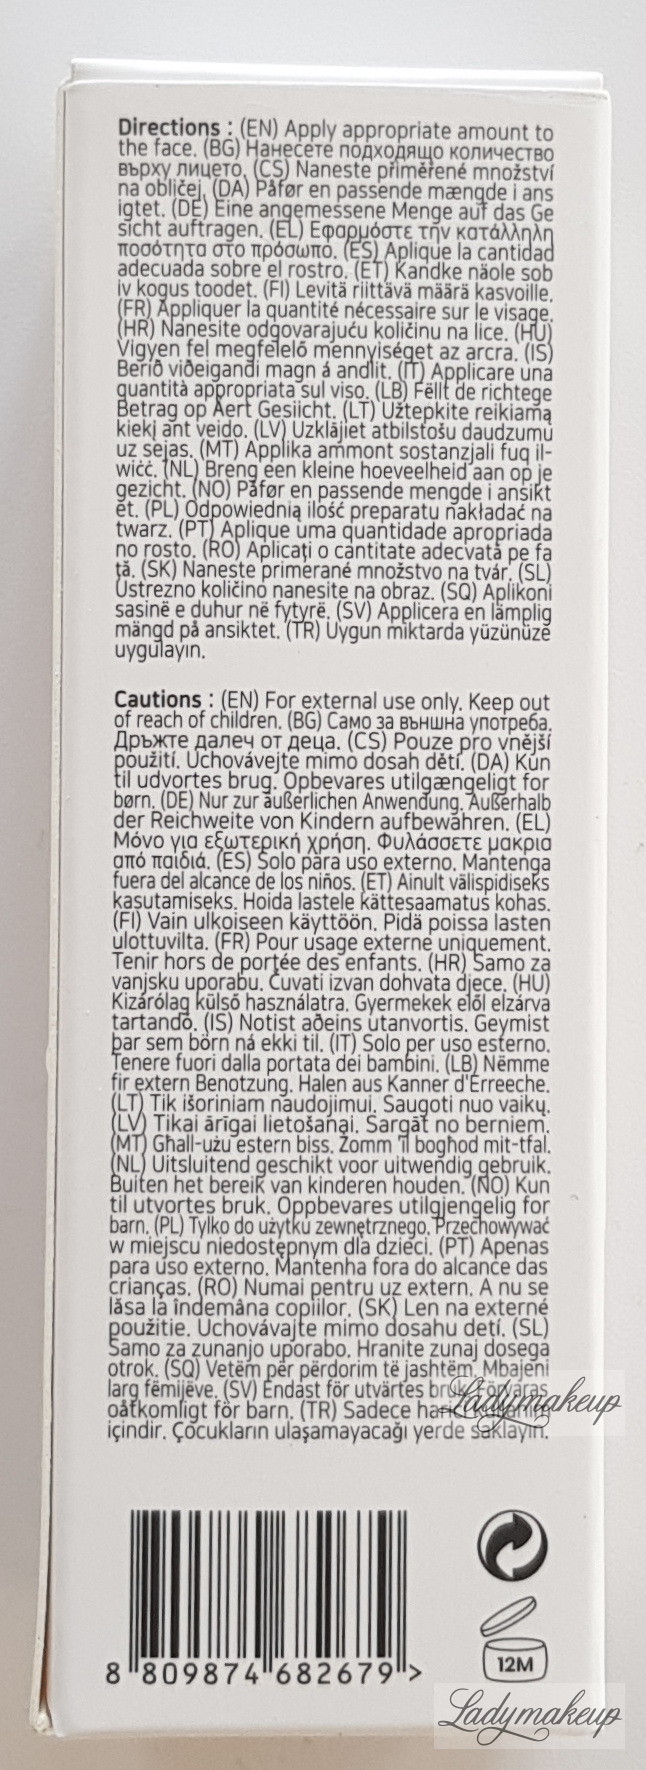 Directions : (EN) Apply appropriate amount to
the face. (BG) Нанесете подходящо количество
върху лицето. (CS) Naneste přiměřené množství
na obličej. (DA) Påfør en passende mængde i ans
igtet. (DE) Eine angemessene Menge auf das Ge
sicht auftragen. (EL) Εφαρμόστε την κατάλληλη
ποσότητα στο πρόσωπο. (ES) Aplique la cantidad
adecuada sobre el rostro. (ET) Kandke näole sob
iv kogus toodet. (FI) Levitä riittävä määrä kasvoille.
(FR) Appliquer la quantité nécessaire sur le visage.
(HR) Nanesite odgovarajuću količinu na lice. (HU)
Vigyen fel megfelelő mennyiséget az arcra. (IS)
Berið viðeigandi magn á andlit. (IT) Applicare una
quantità appropriata sul viso. (LB) Fëllt de richtege
Betrag op Äert Gesiicht. (LT) Užtepkite reikiamą
kiekį ant veido. (LV) Uzklājiet atbilstošu daudzumu
uz sejas. (MT) Applika ammont sostanzjali fuq il-
wiċċ. (NL) Breng een kleine hoeveelheid aan op je
gezicht. (NO) Påfør en passende mengde i ansikt
et. (PL) Odpowiednią ilość preparatu nakładać na
twarz. (PT) Aplique uma quantidade apropriada
no rosto. (RO) Aplicați o cantitate adecvată pe fa
ță. (SK) Naneste primerané množstvo na tvár. (SL)
Ustrezno količino nanesite na obraz. (SQ) Aplikoni
sasinë e duhur në fytyrë. (SV) Applicera en lämplig
mängd på ansiktet. (TR) Uygun miktarda yüzünüze
uygulayın.
Cautions : (EN) For external use only. Keep out
of reach of children. (BG) Само за външна употреба.
Дръжте далеч от деца. (CS) Pouze pro vnější
použití. Uchovávejte mimo dosah dětí. (DA) Kun
til udvortes brug. Opbevares utilgængeligt for
børn. (DE) Nur zur äußerlichen Anwendung. Außerhalb
der Reichweite von Kindern aufbewahren. (EL)
Μόνο για εξωτερική χρήση. Φυλάσσετε μακρια
από παιδιά. (ES) Solo para uso externo. Mantenga
fuera del alcance de los niños. (ET) Ainult välispidiseks
kasutamiseks. Hoida lastele kättesaamatus kohas.
(FI) Vain ulkoiseen käyttöön. Pidä poissa lasten
ulottuvilta. (FR) Pour usage externe uniquement.
Tenir hors de portée des enfants. (HR) Samo za
vanjsku uporabu. Čuvati izvan dohvata djece. (HU)
Kizárólag külső használatra. Gyermekek elől elzárva
tartandó. (IS) Notist aðeins útanvortis. Geymist
þar sem börn ná ekki til. (IT) Solo per uso esterno.
Tenere fuori dalla portata dei bambini. (LB) Nëmme
fir extern Benotzung. Halen aus Kanner d'Erreeche.
(LT) Tik išoriniam naudojimui. Saugoti nuo vaikų.
(LV) Tikai ārīgai lietošanai. Sargāt no berniem.
(MT) Għall-użu estern biss. Żomm 'il bogħod mit-tfal.
(NL) Uitsluitend geschikt voor uitwendig gebruik.
Buiten het bereik van kinderen houden. (NO) Kun
til utvortes bruk. Oppbevares utilgjengelig for
barn. (PL) Tylko do użytku zewnętrznego. Przechowywać
w miejscu niedostępnym dla dzieci. (PT) Apenas
para uso externo. Mantenha fora do alcance das
crianças. (RO) Numai pentru uz extern. A nu se
lăsa la îndemâna copiilor. (SK) Len na externé
použitie. Uchovávajte mimo dosahu detí. (SL)
Samo za zunanjo uporabo. Hranite zunaj dosega
otrok. (SQ) Vetëm për përdorim të jashtëm. Mbajeni
larg fëmijëve. (SV) Endast för utvärtes bruk. Förvaras
oåtkomligt för barn. (TR) Sadece harici kullanım
içindir. Çocukların ulaşamayacağı yerde saklayın.
Ladymakeup
8 809874 682679 >
12M
Ladymakeup